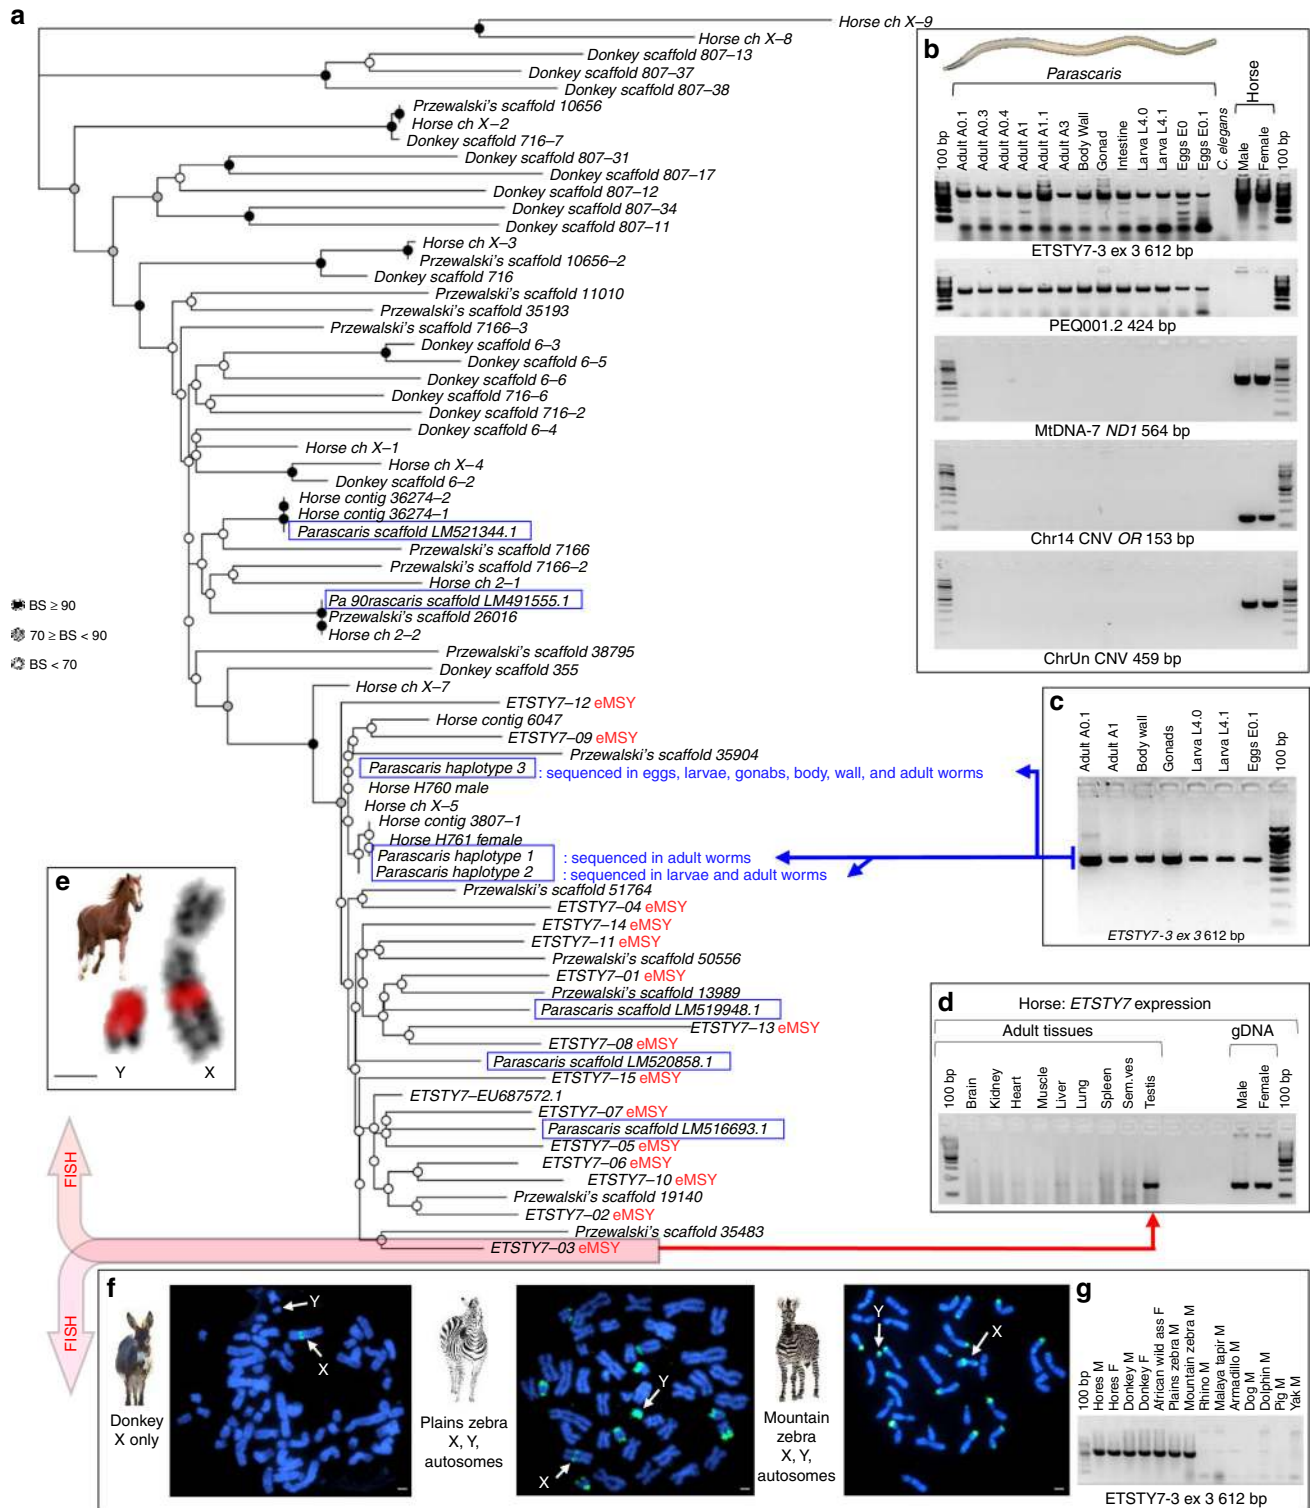 a
Horse ch X–9
Horse ch X–8
Donkey scaffold 807–13
Donkey scaffold 807–37
Donkey scaffold 807–38
Przewalski's scaffold 10656
Horse ch X–2
Donkey scaffold 716–7
Donkey scaffold 807–31
Donkey scaffold 807–17
Donkey scaffold 807–12
Donkey scaffold 807–34
Donkey scaffold 807–11
Horse ch X–3
Przewalski's scaffold 10656–2
Donkey scaffold 716
Przewalski's scaffold 11010
Przewalski's scaffold 35193
Przewalski's scaffold 7166–3
Donkey scaffold 6–3
Donkey scaffold 6–5
Donkey scaffold 6–6
Donkey scaffold 716–6
Donkey scaffold 716–2
Donkey scaffold 6–4
Horse ch X–1
Horse ch X–4
Donkey scaffold 6–2
Horse contig 36274–2
Horse contig 36274–1
Parascaris scaffold LM521344.1
Przewalski's scaffold 7166
Przewalski's scaffold 7166–2
Horse ch 2–1
Pa 90rascaris scaffold LM491555.1
Przewalski's scaffold 26016
Horse ch 2–2
Przewalski's scaffold 38795
Donkey scaffold 355
Horse ch X–7
ETSTY7–12 eMSY
Horse contig 6047
ETSTY7–09 eMSY
Przewalski's scaffold 35904
Parascaris haplotype 3 : sequenced in eggs, larvae, gonabs, body, wall, and adult worms
Horse H760 male
Horse ch X–5
Horse contig 3807–1
Horse H761 female
Parascaris haplotype 1 : sequenced in adult worms
Parascaris haplotype 2 : sequenced in larvae and adult worms
Przewalski's scaffold 51764
ETSTY7–04 eMSY
ETSTY7–14 eMSY
ETSTY7–11 eMSY
Przewalski's scaffold 50556
ETSTY7–01 eMSY
Przewalski's scaffold 13989
Parascaris scaffold LM519948.1
ETSTY7–13 eMSY
ETSTY7–08 eMSY
Parascaris scaffold LM520858.1
ETSTY7–15 eMSY
ETSTY7–EU687572.1
ETSTY7–07 eMSY
Parascaris scaffold LM516693.1
ETSTY7–05 eMSY
ETSTY7–06 eMSY
ETSTY7–10 eMSY
Przewalski's scaffold 19140
ETSTY7–02 eMSY
Przewalski's scaffold 35483
ETSTY7–03 eMSY
BS ≥ 90
70 ≥ BS < 90
BS < 70
b
Parascaris
Horse
100 bp
Adult A0.1
Adult A0.3
Adult A0.4
Adult A1
Adult A1.1
Adult A3
Body Wall
Gonad
Intestine
Larva L4.0
Larva L4.1
Eggs E0
Eggs E0.1
C. elegans
Male
Female
100 bp
ETSTY7-3 ex 3 612 bp
PEQ001.2 424 bp
MtDNA-7 ND1 564 bp
Chr14 CNV OR 153 bp
ChrUn CNV 459 bp
c
Adult A0.1
Adult A1
Body wall
Gonads
Larva L4.0
Larva L4.1
Eggs E0.1
100 bp
ETSTY7-3 ex 3 612 bp
d
Horse: ETSTY7 expression
Adult tissues
gDNA
100 bp
Brain
Kidney
Heart
Muscle
Liver
Lung
Spleen
Sem.ves
Testis
Male
Female
100 bp
e
Y
X
FISH
FISH
f
Donkey
X only
Y
X
Plains zebra
X, Y,
autosomes
Y
X
Mountain
zebra
X, Y,
autosomes
Y
X
g
100 bp
Hores M
Hores F
Donkey M
Donkey F
African wild ass F
Plains zebra M
Mountain zebra M
Rhino M
Malaya tapir M
Armadillo M
Dog M
Dolphin M
Pig M
Yak M
ETSTY7-3 ex 3 612 bp